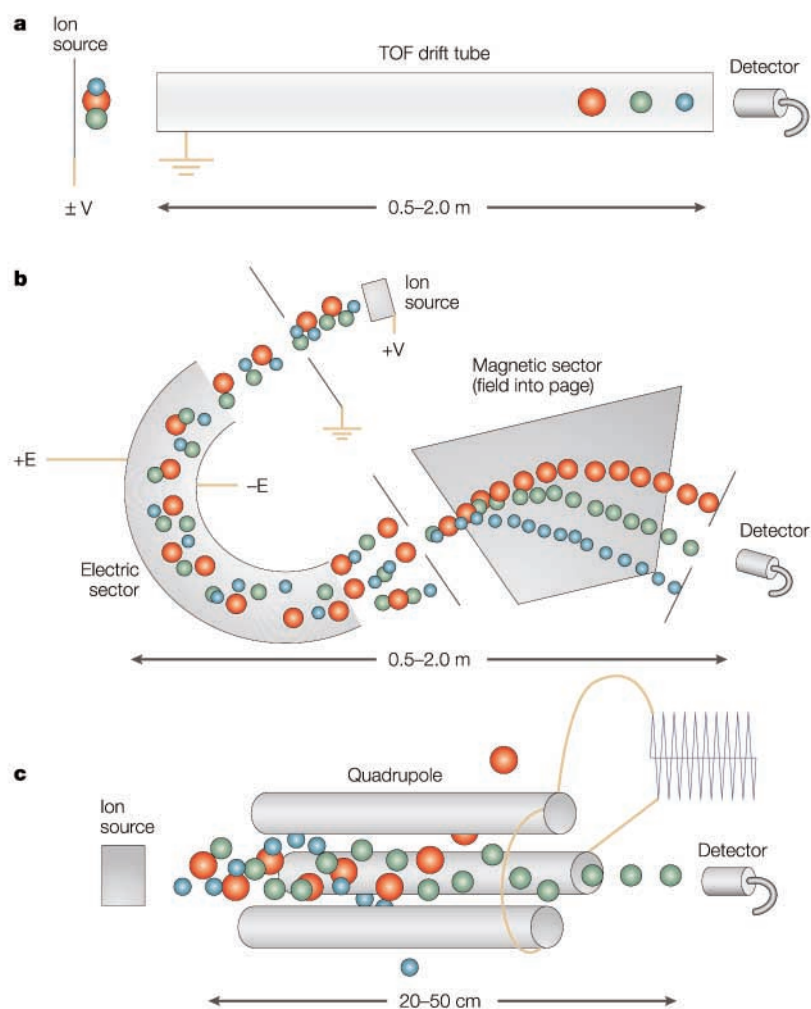 a
Ion
source
TOF drift tube
Detector
± V
0.5–2.0 m
b
Ion
source
+V
Magnetic sector
(field into page)
+E
–E
Electric
sector
Detector
0.5–2.0 m
c
Quadrupole
Ion
source
Detector
20–50 cm